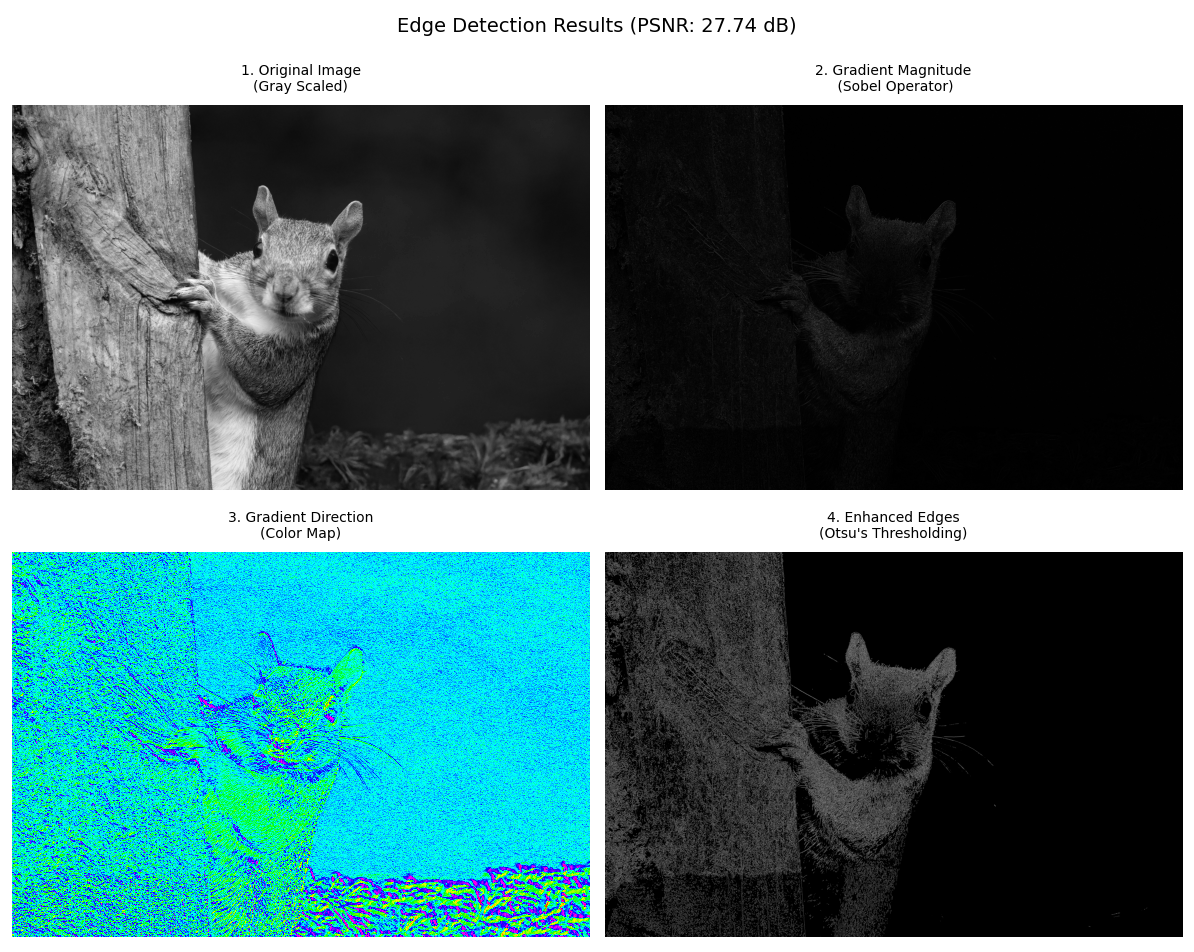 Edge Detection Results (PSNR: 27.74 dB)
1. Original Image
(Gray Scaled)
2. Gradient Magnitude
(Sobel Operator)
3. Gradient Direction
(Color Map)
4. Enhanced Edges
(Otsu's Thresholding)